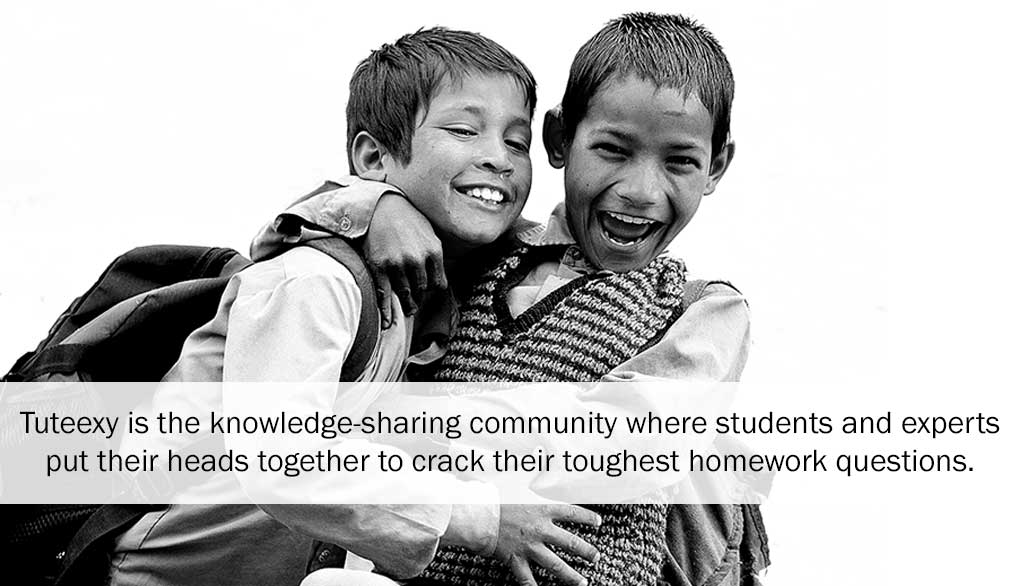 Tuteexy is the knowledge-sharing community where students and experts
put their heads together to crack their toughest homework questions.